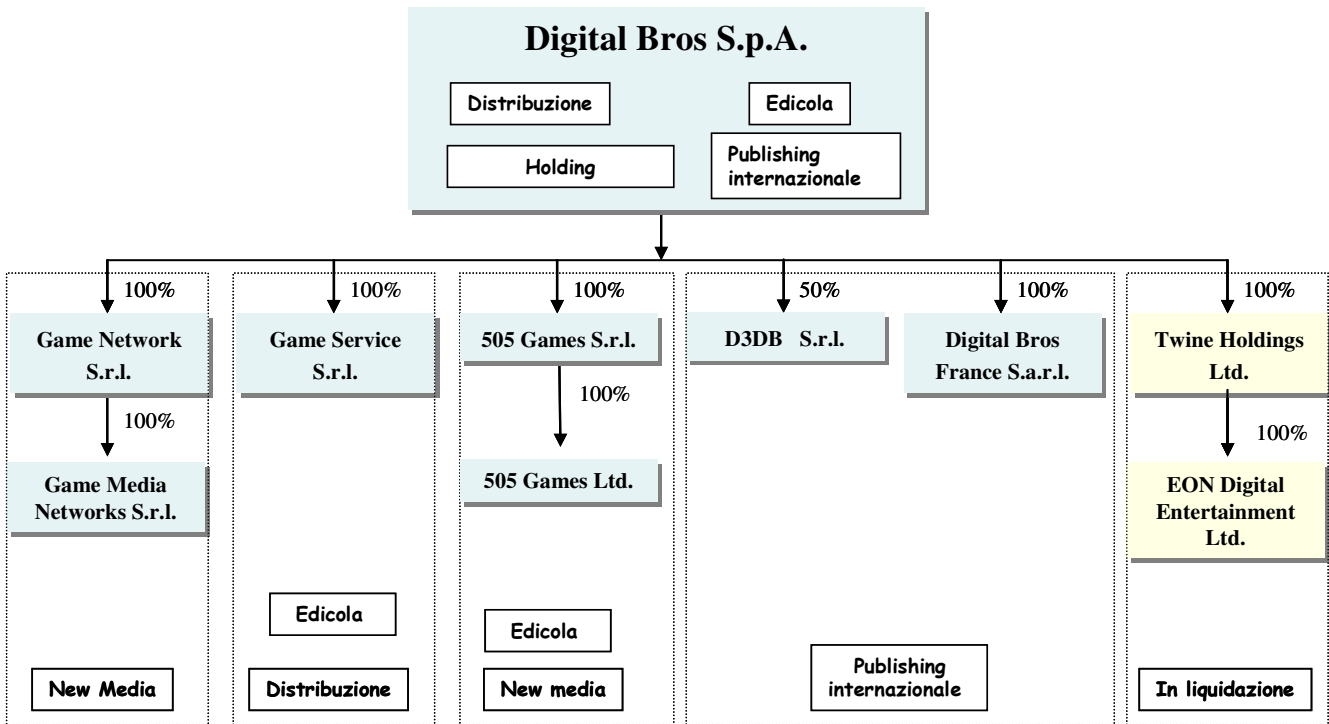 Digital Bros S.p.A.
Distribuzione
Edicola
Holding
Publishing
internazionale
100%
100%
100%
50%
100%
100%
Game Network
S.r.l.
Game Service
S.r.l.
505 Games S.r.l.
D3DB S.r.l.
Digital Bros
France S.a.r.l.
Twine Holdings
Ltd.
100%
100%
100%
Game Media
Networks S.r.l.
505 Games Ltd.
EON Digital
Entertainment
Ltd.
Edicola
Edicola
New Media
Distribuzione
New media
Publishing
internazionale
In liquidazione